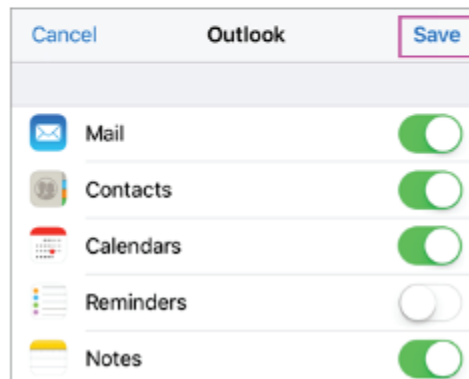 Cancel Outlook Save
Mail
Contacts
Calendars
Reminders
Notes